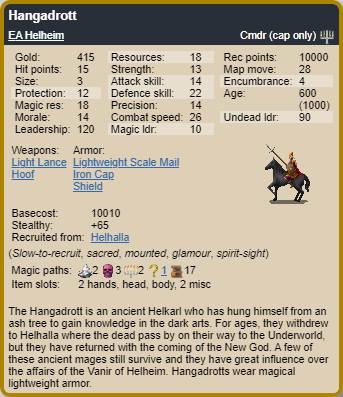 Hangadrott
EA Helheim Cmdr (cap only)
Gold: 415 Resources: 18 Rec points: 10000
Hit points: 15 Strength: 13 Map move: 28
Size: 3 Attack skill: 14 Encumbrance: 4
Protection: 12 Defence skill: 22 Age: 600
Magic res: 18 Precision: 14 (1000)
Morale: 14 Combat speed: 26 Undead ldr: 90
Leadership: 120 Magic ldr: 10
Weapons: Armor:
Light Lance Lightweight Scale Mail
Hoof Iron Cap
Shield
Basecost: 10010
Stealthy: +65
Recruited from: Helhalla
(Slow-to-recruit, sacred, mounted, glamour, spirit-sight)
Magic paths: 2 3 2 ? 1 17
Item slots: 2 hands, head, body, 2 misc
The Hangadrott is an ancient Helkarl who has hung himself from an
ash tree to gain knowledge in the dark arts. For ages, they withdrew
to Helhalla where the dead pass by on their way to the Underworld,
but they have returned with the coming of the New God. A few of
these ancient mages still survive and they have great influence over
the affairs of the Vanir of Helheim. Hangadrotts wear magical
lightweight armor.